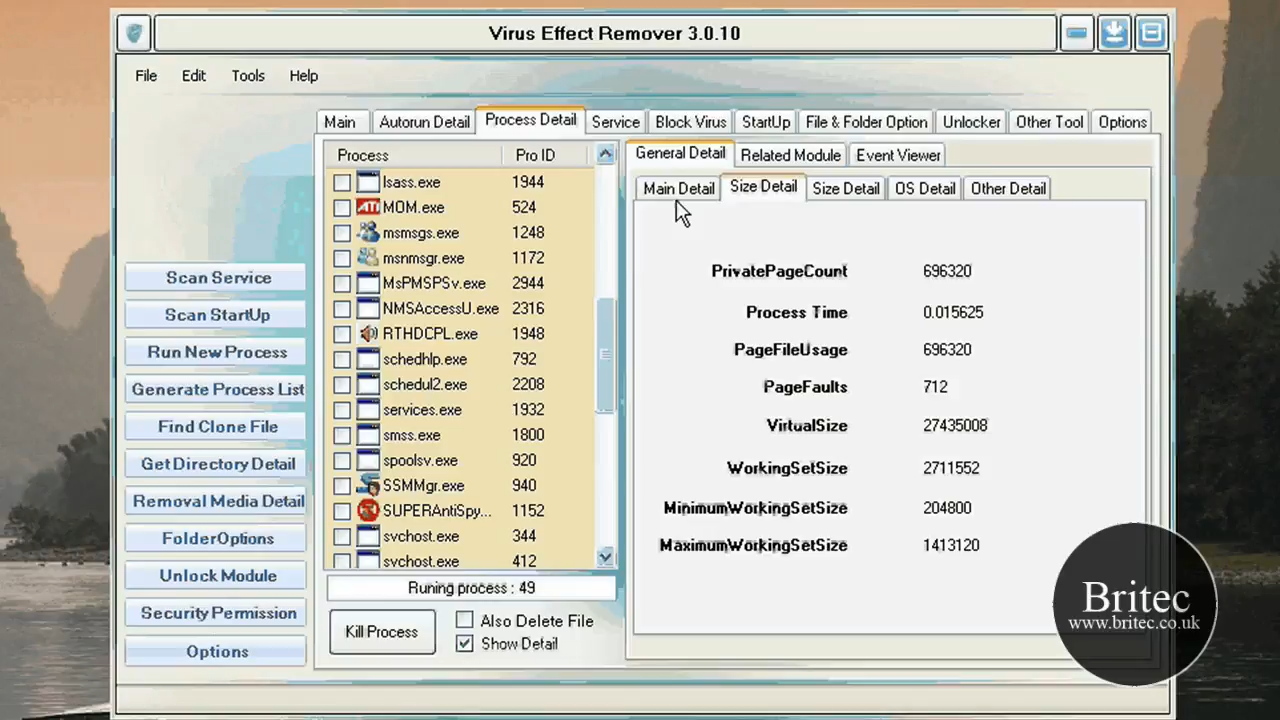 Virus Effect Remover 3.0.10
File Edit Tools Help
Main Autorun Detail Process Detail Service Block Virus StartUp File & Folder Option Unlocker Other Tool Options
Process Pro ID
lsass.exe 1944
MOM.exe 524
msmsgs.exe 1248
msnmsgr.exe 1172
MsPMSPSv.exe 2944
NMSAccessU.exe 2316
RTHDCPL.exe 1948
schedhlp.exe 792
schedul2.exe 2208
services.exe 1932
smss.exe 1800
spoolsv.exe 920
SSMMgr.exe 940
SUPERAntiSpy... 1152
svchost.exe 344
svchost.exe 412
Runing process : 49
Kill Process
Also Delete File
Show Detail
General Detail Related Module Event Viewer
Main Detail Size Detail Size Detail OS Detail Other Detail
PrivatePageCount 696320
Process Time 0.015625
PageFileUsage 696320
PageFaults 712
VirtualSize 27435008
WorkingSetSize 2711552
MinimumWorkingSetSize 204800
MaximumWorkingSetSize 1413120
Scan Service
Scan StartUp
Run New Process
Generate Process List
Find Clone File
Get Directory Detail
Removal Media Detail
FolderOptions
Unlock Module
Security Permission
Options
ATI
Britec
www.britec.co.uk